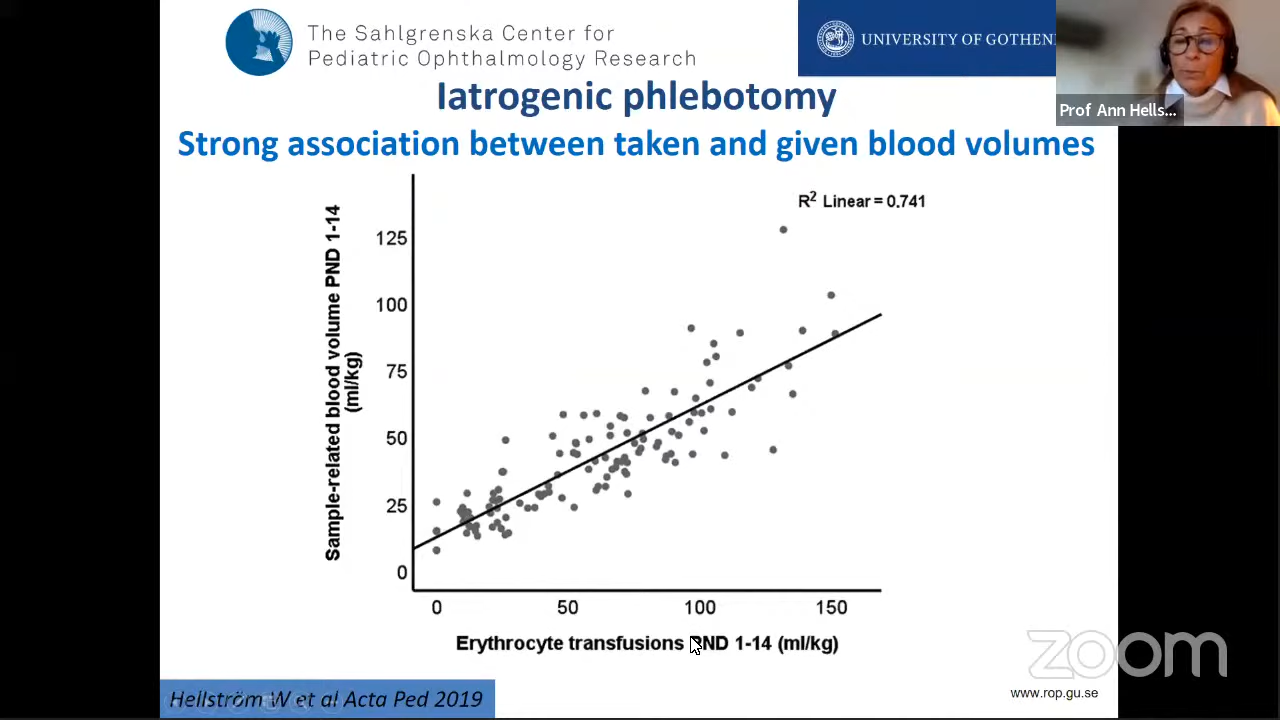 The Sahlgrenska Center for
Pediatric Ophthalmology Research
UNIVERSITY OF GOTHEN
Prof Ann Hells...
Iatrogenic phlebotomy
Strong association between taken and given blood volumes
R2 Linear = 0.741
Sample-related blood volume PND 1-14
(ml/kg)
125
100
75
50
25
0
0 50 100 150
Erythrocyte transfusions PND 1-14 (ml/kg)
zoom
www.rop.gu.se
Hellström W et al Acta Ped 2019